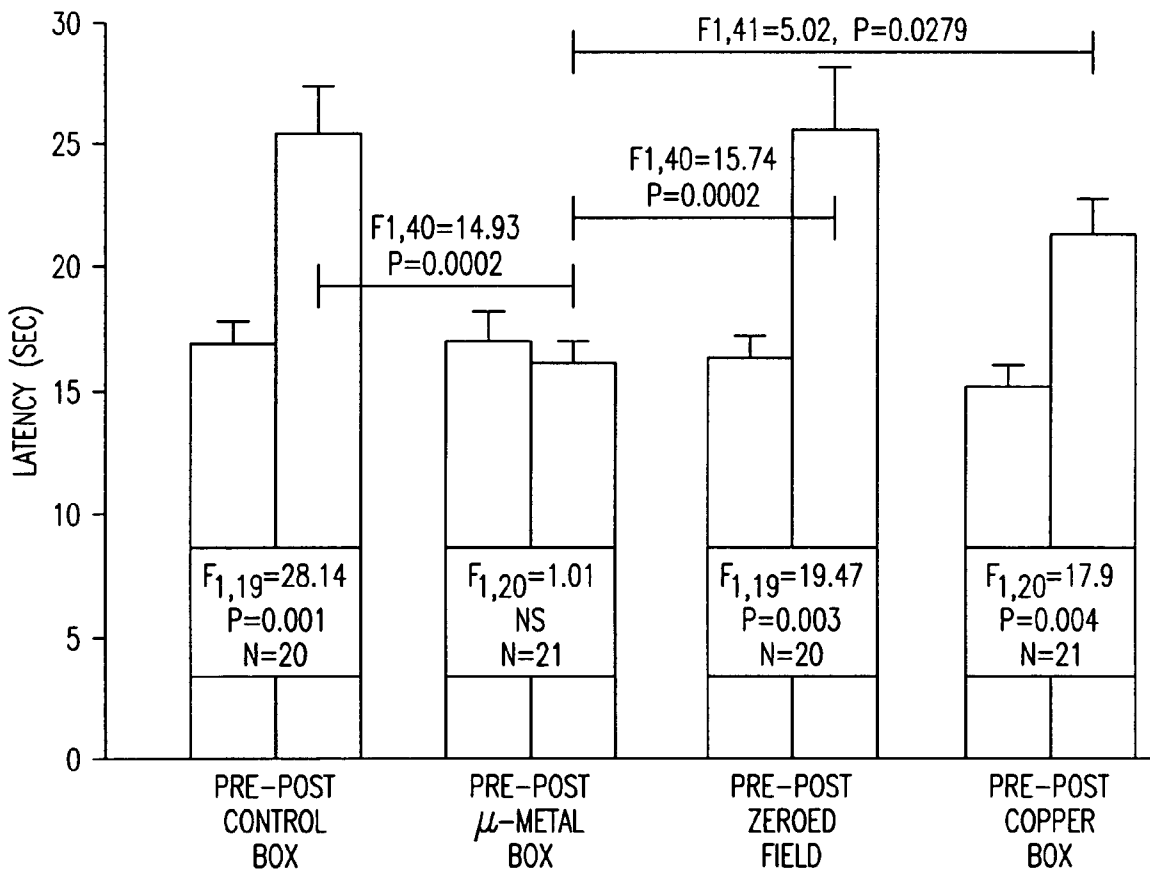 30
25
20
15
10
5
0
LATENCY (SEC)
F1,41=5.02, P=0.0279
F1,40=15.74
P=0.0002
F1,40=14.93
P=0.0002
F1,19=28.14
P=0.001
N=20
F1,20=1.01
NS
N=21
F1,19=19.47
P=0.003
N=20
F1,20=17.9
P=0.004
N=21
PRE-POST
CONTROL
BOX
PRE-POST
μ-METAL
BOX
PRE-POST
ZEROED
FIELD
PRE-POST
COPPER
BOX